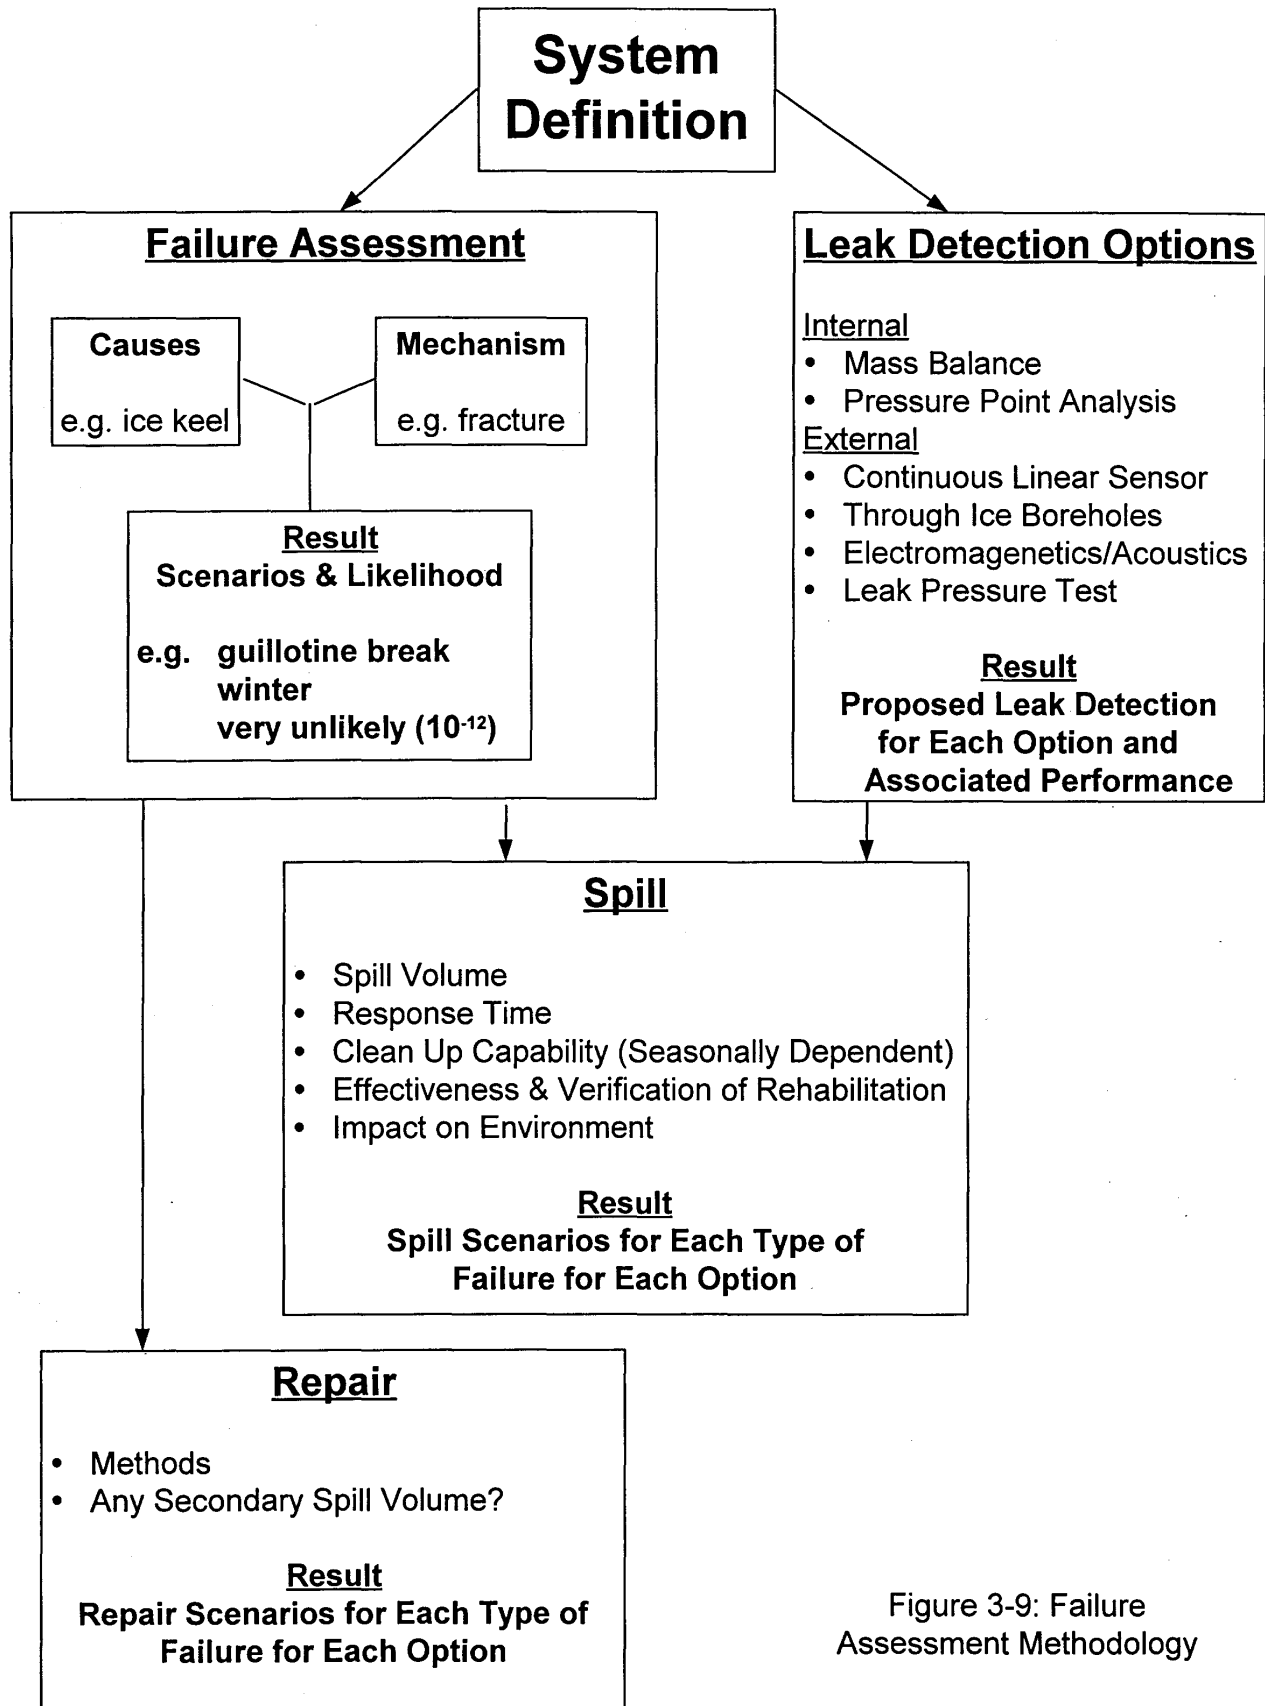 System
Definition
Failure Assessment
Causes
e.g. ice keel
Mechanism
e.g. fracture
Result
Scenarios & Likelihood
e.g. guillotine break
winter
very unlikely (10⁻¹²)
Leak Detection Options
Internal
• Mass Balance
• Pressure Point Analysis
External
• Continuous Linear Sensor
• Through Ice Boreholes
• Electromagenetics/Acoustics
• Leak Pressure Test
Result
Proposed Leak Detection
for Each Option and
Associated Performance
Spill
• Spill Volume
• Response Time
• Clean Up Capability (Seasonally Dependent)
• Effectiveness & Verification of Rehabilitation
• Impact on Environment
Result
Spill Scenarios for Each Type of
Failure for Each Option
Repair
• Methods
• Any Secondary Spill Volume?
Result
Repair Scenarios for Each Type of
Failure for Each Option
Figure 3-9: Failure
Assessment Methodology